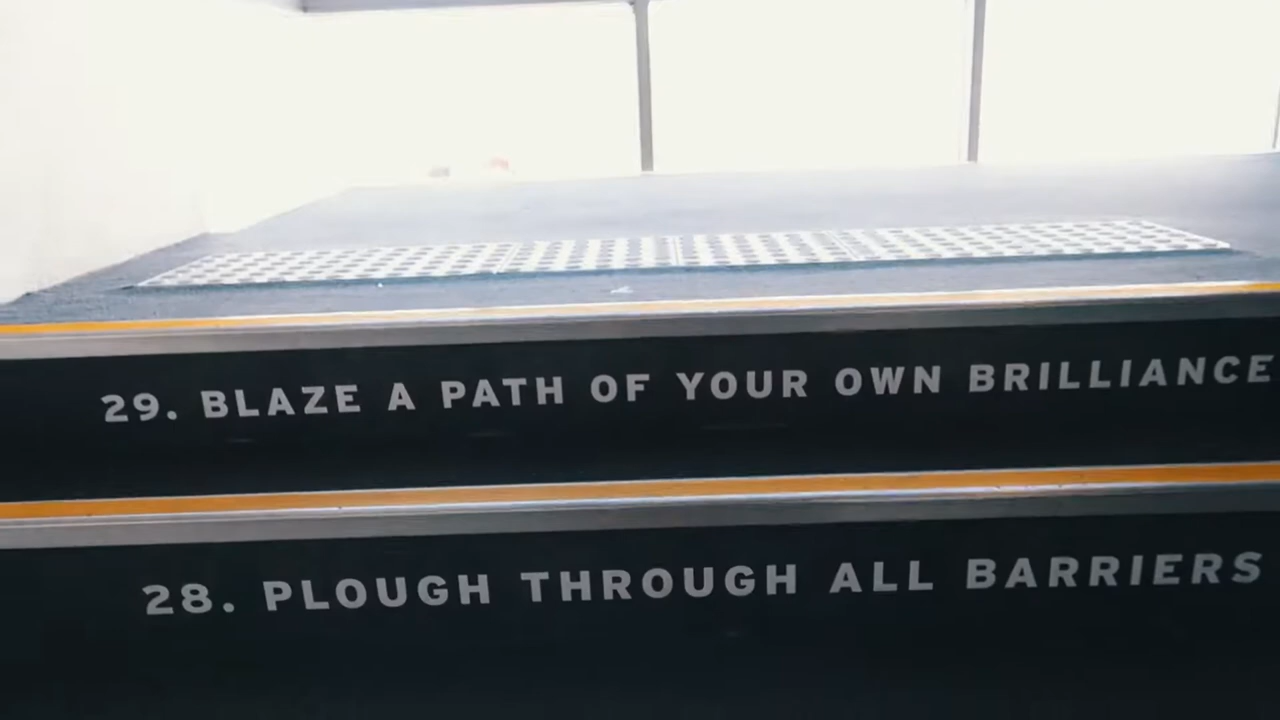 29. BLAZE A PATH OF YOUR OWN BRILLIANCE
28. PLOUGH THROUGH ALL BARRIERS